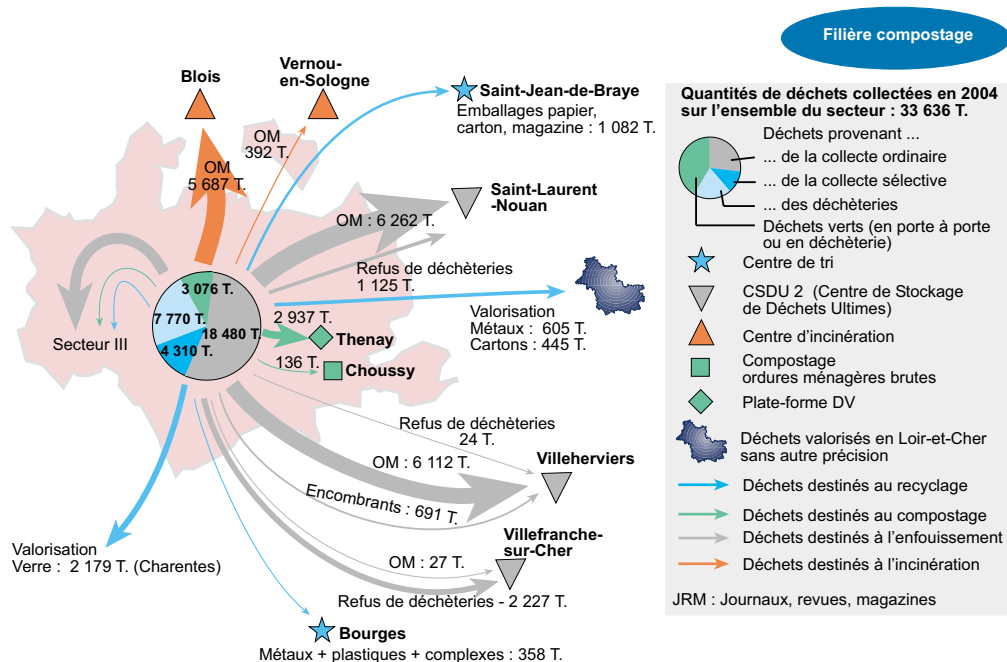 Filière compostage
Blois
Vernou-
en-Sologne
Saint-Jean-de-Braye
Emballages papier,
carton, magazine : 1 082 T.
OM
392 T.
OM
5 687 T.
Saint-Laurent
-Nouan
OM : 6 262 T.
Refus de déchèteries
1 125 T.
Valorisation
Métaux : 605 T.
Cartons : 445 T.
3 076 T.
7 770 T.
18 480 T.
4 310 T.
Secteur III
2 937 T.
Thenay
136 T.
Choussy
Refus de déchèteries
24 T.
OM : 6 112 T.
Villeherviers
Encombrants : 691 T.
Villefranche-
sur-Cher
OM : 27 T.
Refus de déchèteries - 2 227 T.
Valorisation
Verre : 2 179 T. (Charentes)
Bourges
Métaux + plastiques + complexes : 358 T.
Quantités de déchets collectées en 2004
sur l'ensemble du secteur : 33 636 T.
Déchets provenant ...
... de la collecte ordinaire
... de la collecte sélective
... des déchèteries
Déchets verts (en porte à porte
ou en déchèterie)
Centre de tri
CSDU 2 (Centre de Stockage
de Déchets Ultimes)
Centre d'incinération
Compostage
ordures ménagères brutes
Plate-forme DV
Déchets valorisés en Loir-et-Cher
sans autre précision
Déchets destinés au recyclage
Déchets destinés au compostage
Déchets destinés à l'enfouissement
Déchets destinés à l'incinération
JRM : Journaux, revues, magazines